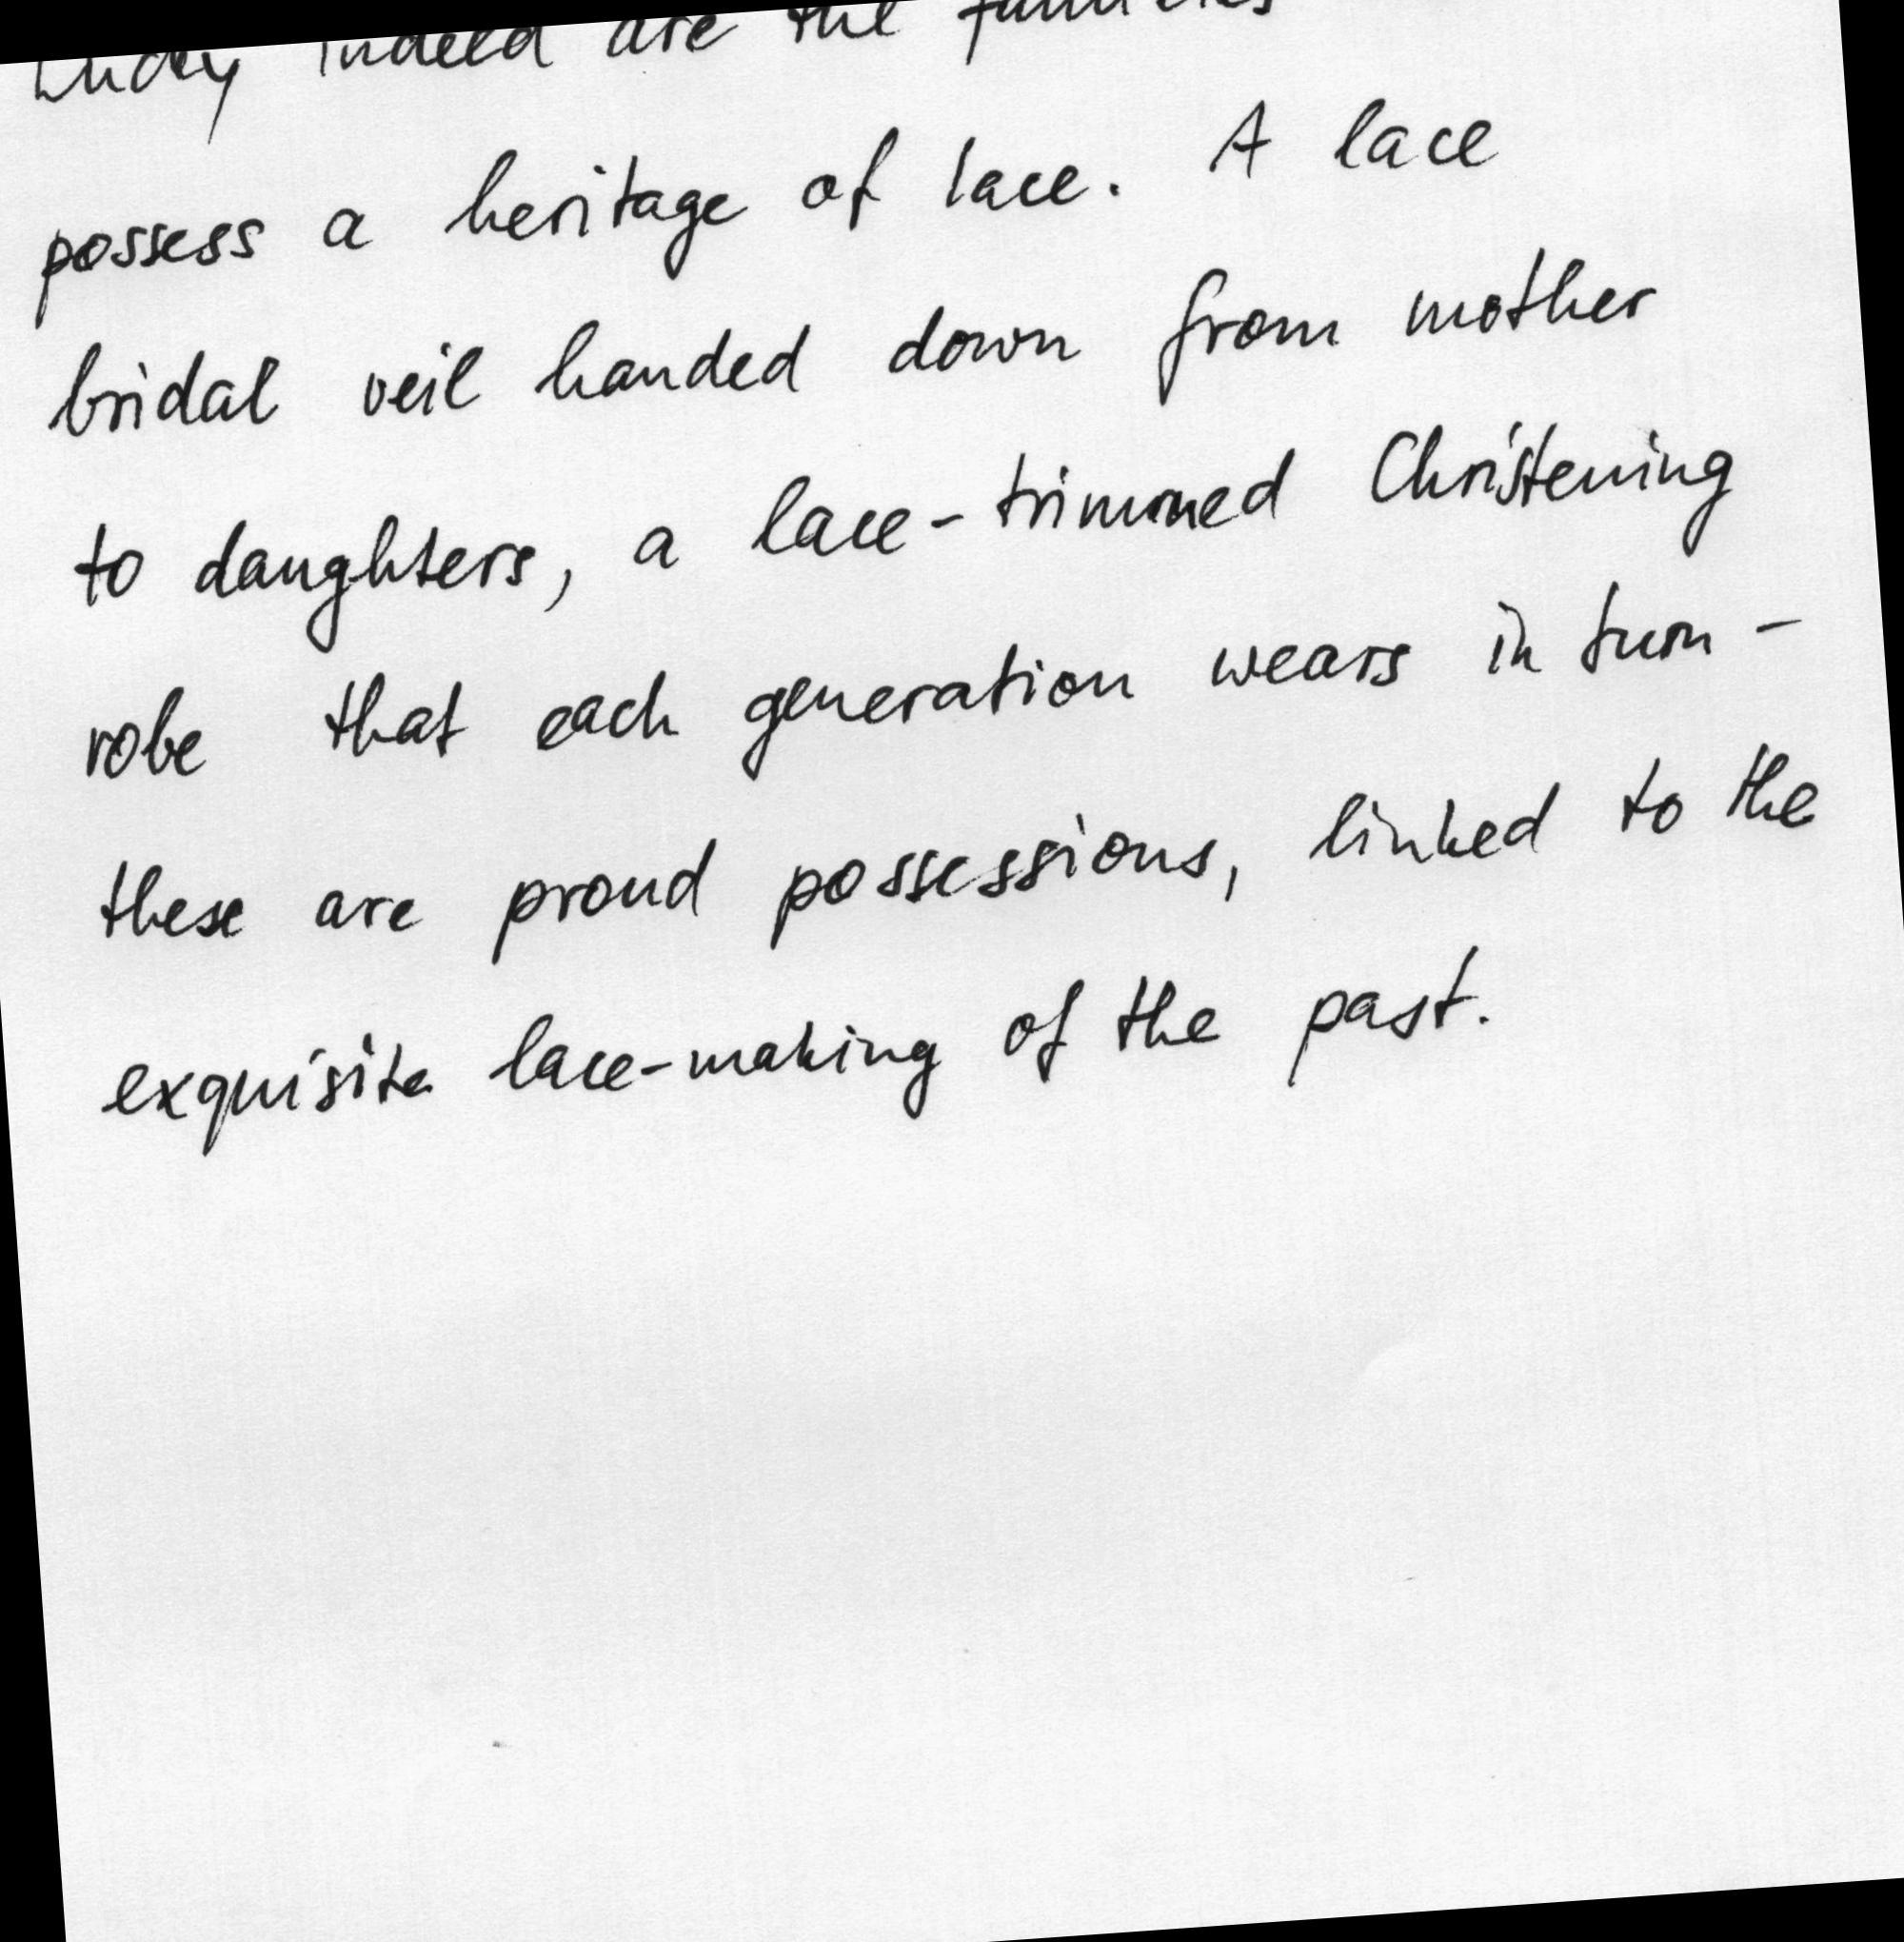 Lucky indeed are the families
possess a heritage of lace. A lace
bridal veil handed down from mother
to daughters, a lace-trimmed Christening
robe that each generation wears in turn -
these are proud possessions, linked to the
exquisite lace-making of the past.